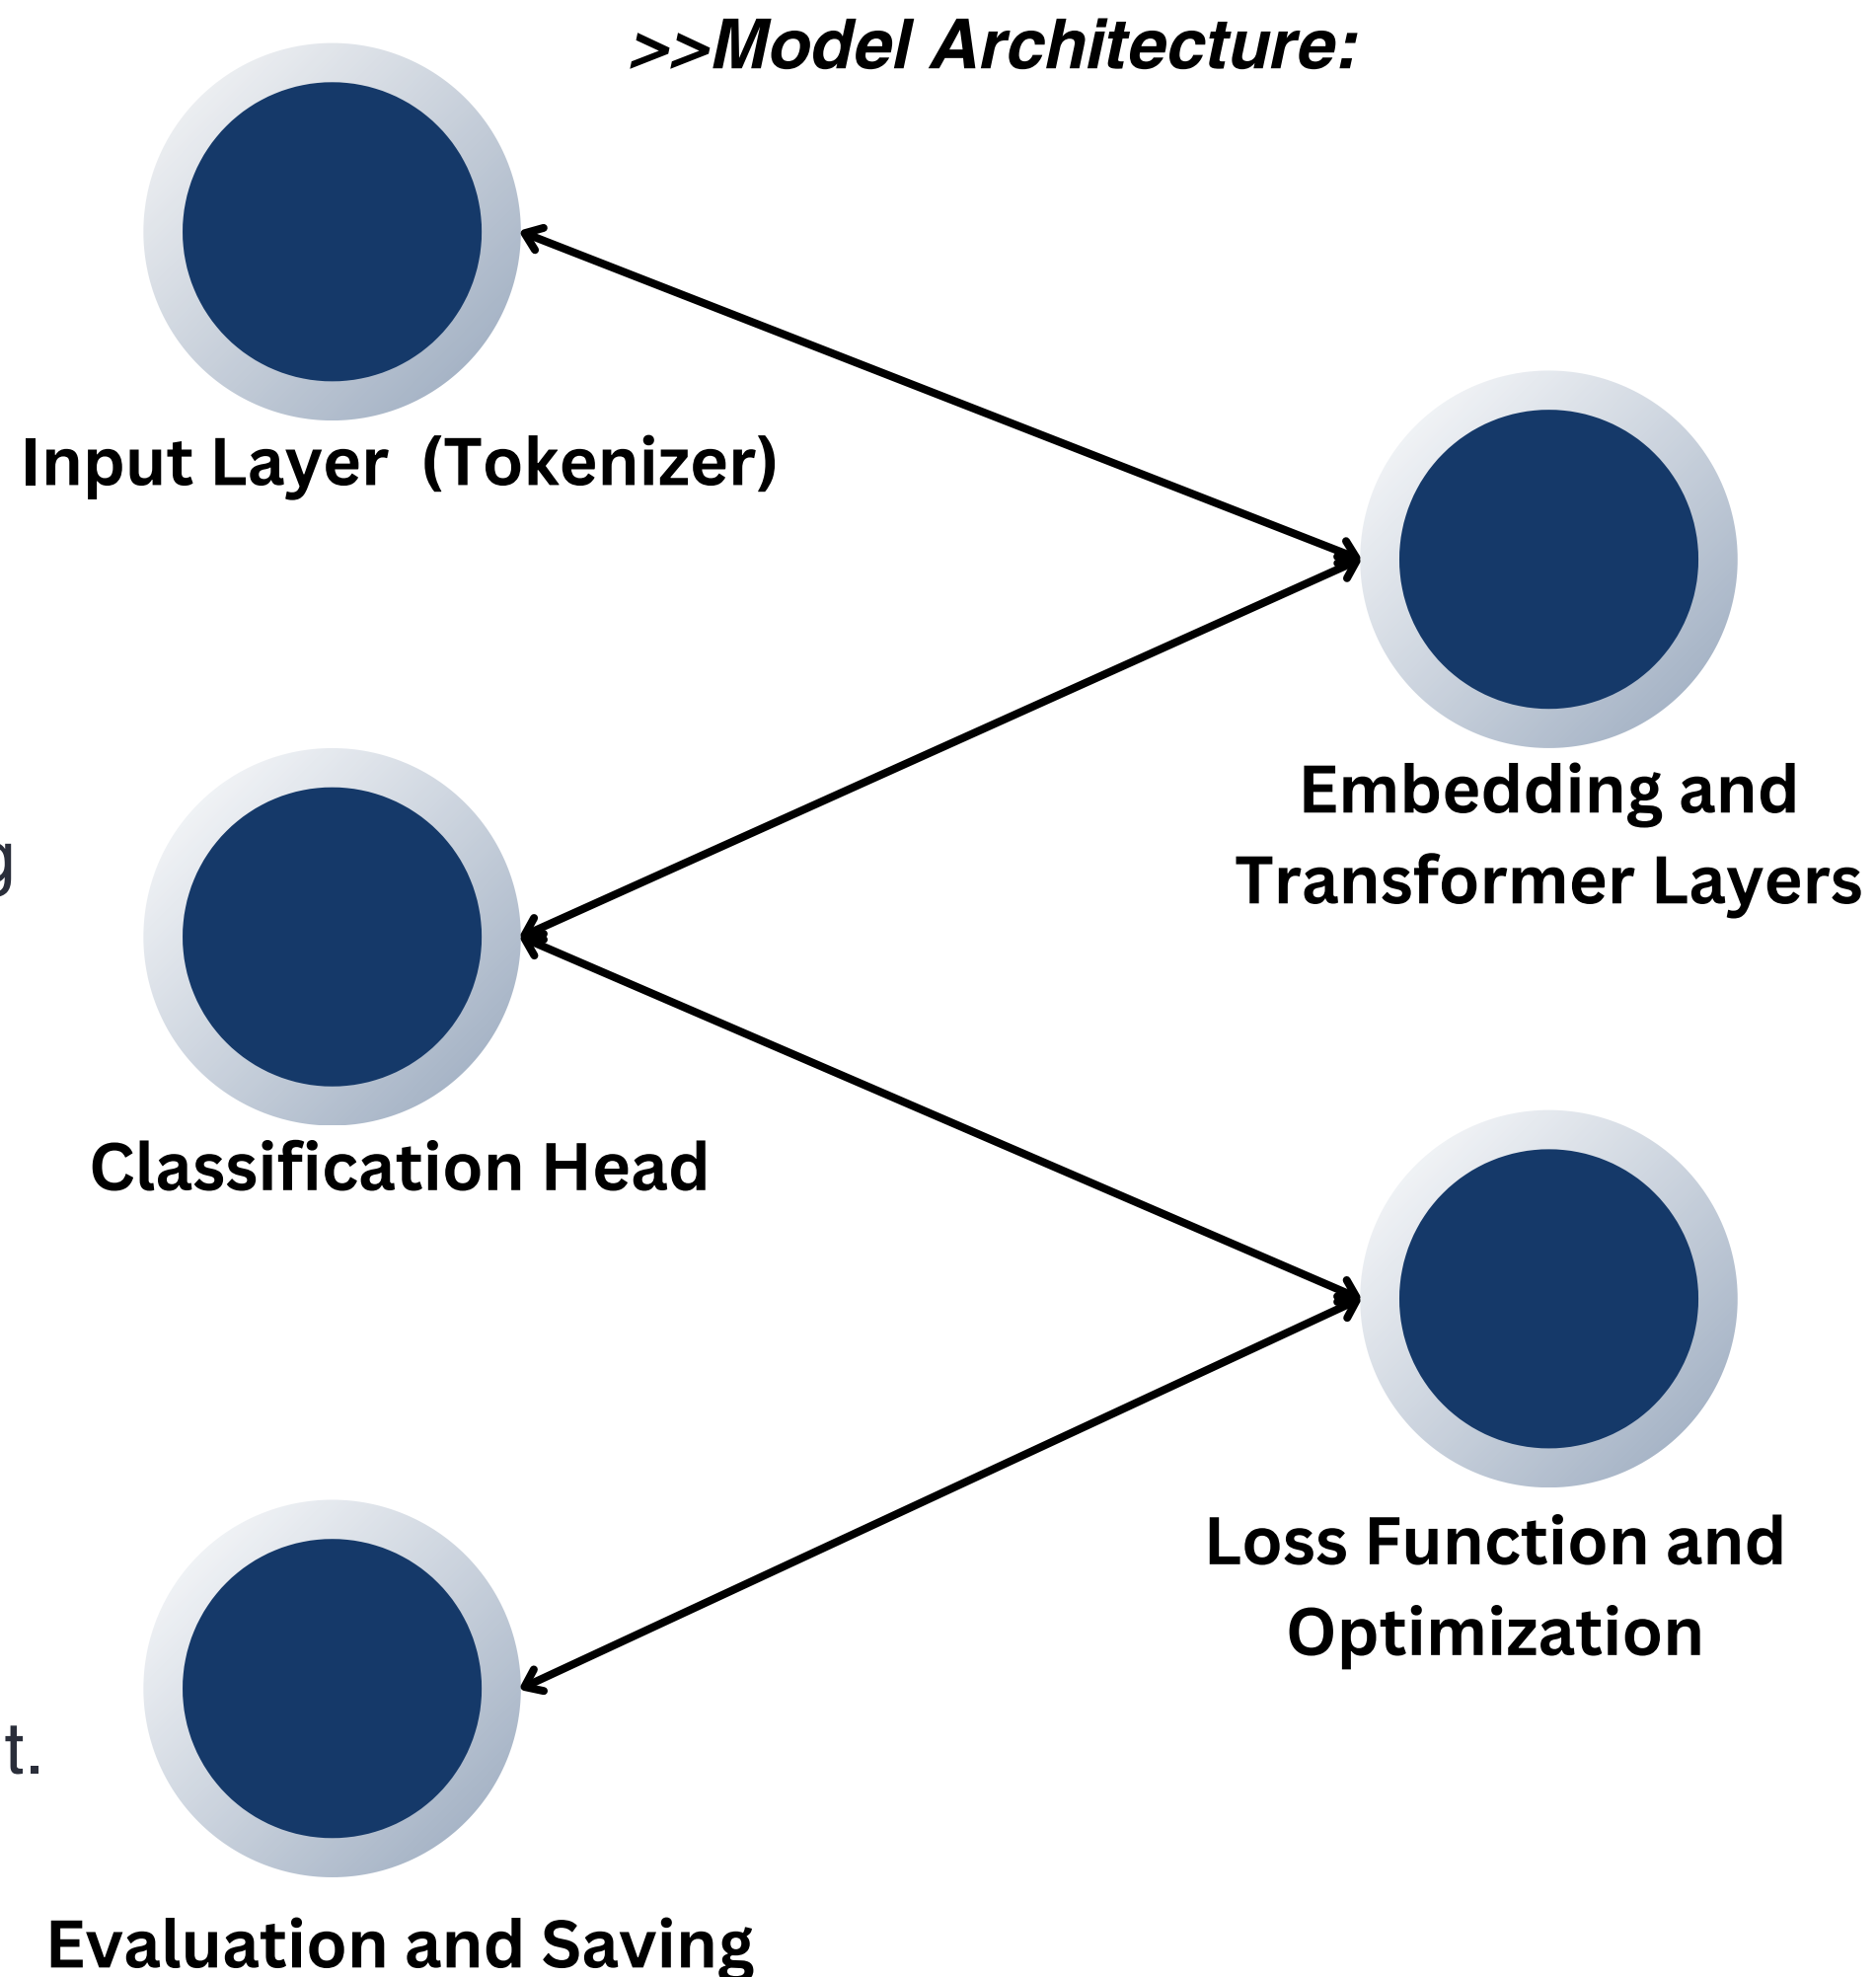 >>Model Architecture:
Input Layer (Tokenizer)
Embedding and
Transformer Layers
g
Classification Head
Loss Function and
Optimization
t.
Evaluation and Saving